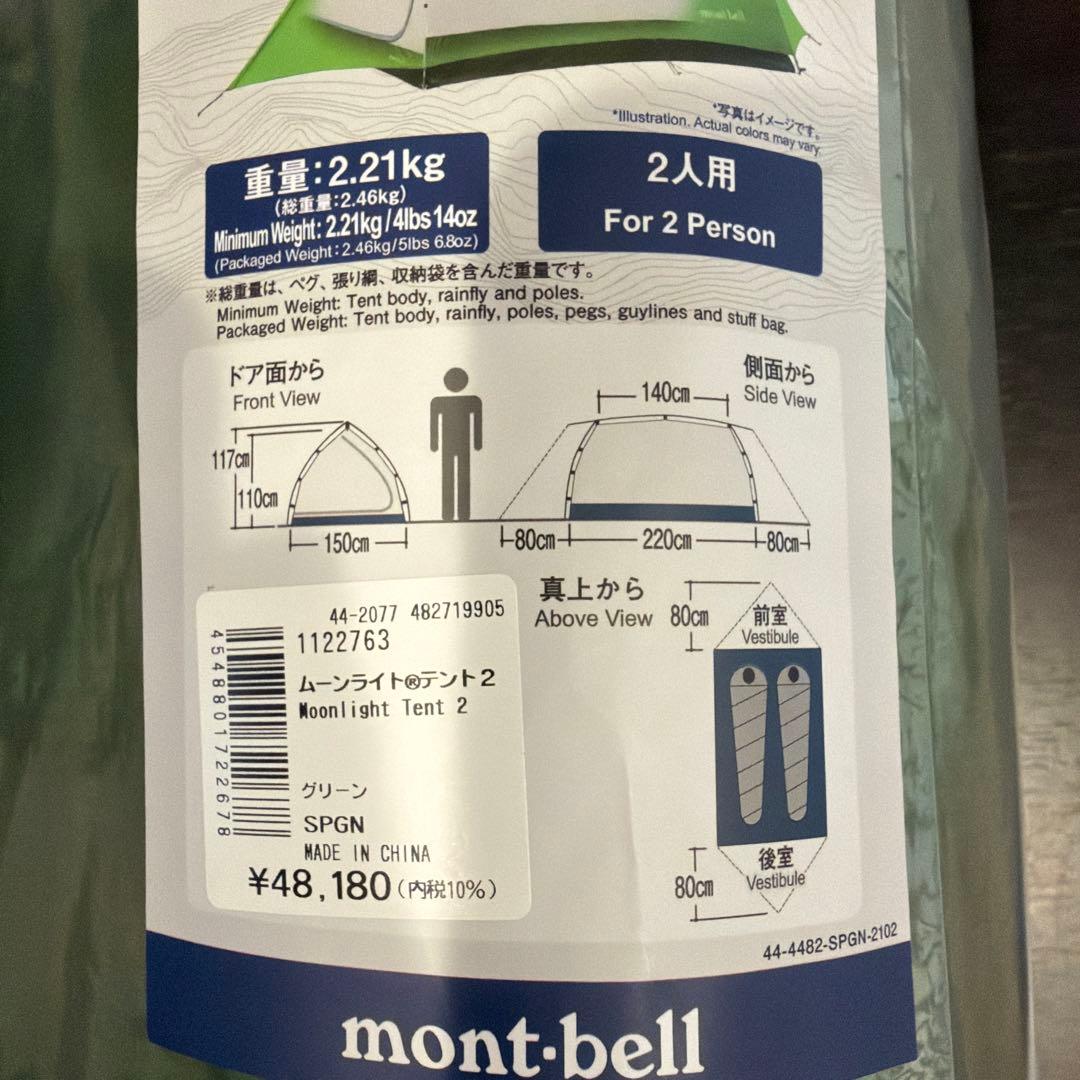 mont-bell
*写真はイメージです。
*Illustration. Actual colors may vary.
重量:2.21kg
(総重量:2.46kg)
Minimum Weight: 2.21kg/4lbs 14oz
(Packaged Weight:2.46kg/5lbs 6.8oz)
2人用
For 2 Person
※総重量は、ペグ、張り綱、収納袋を含んだ重量です。
Minimum Weight: Tent body, rainfly and poles.
Packaged Weight: Tent body, rainfly, poles, pegs, guylines and stuff bag.
ドア面から
Front View
117cm
110cm
150cm
側面から
Side View
140cm
80cm
220cm
80cm
真上から
Above View
80cm
前室
Vestibule
後室
Vestibule
80cm
44-2077 482719905
1122763
ムーンライト®テント2
Moonlight Tent 2
グリーン
SPGN
MADE IN CHINA
¥48,180(内税10%)
4548801722678
44-4482-SPGN-2102
mont-bell